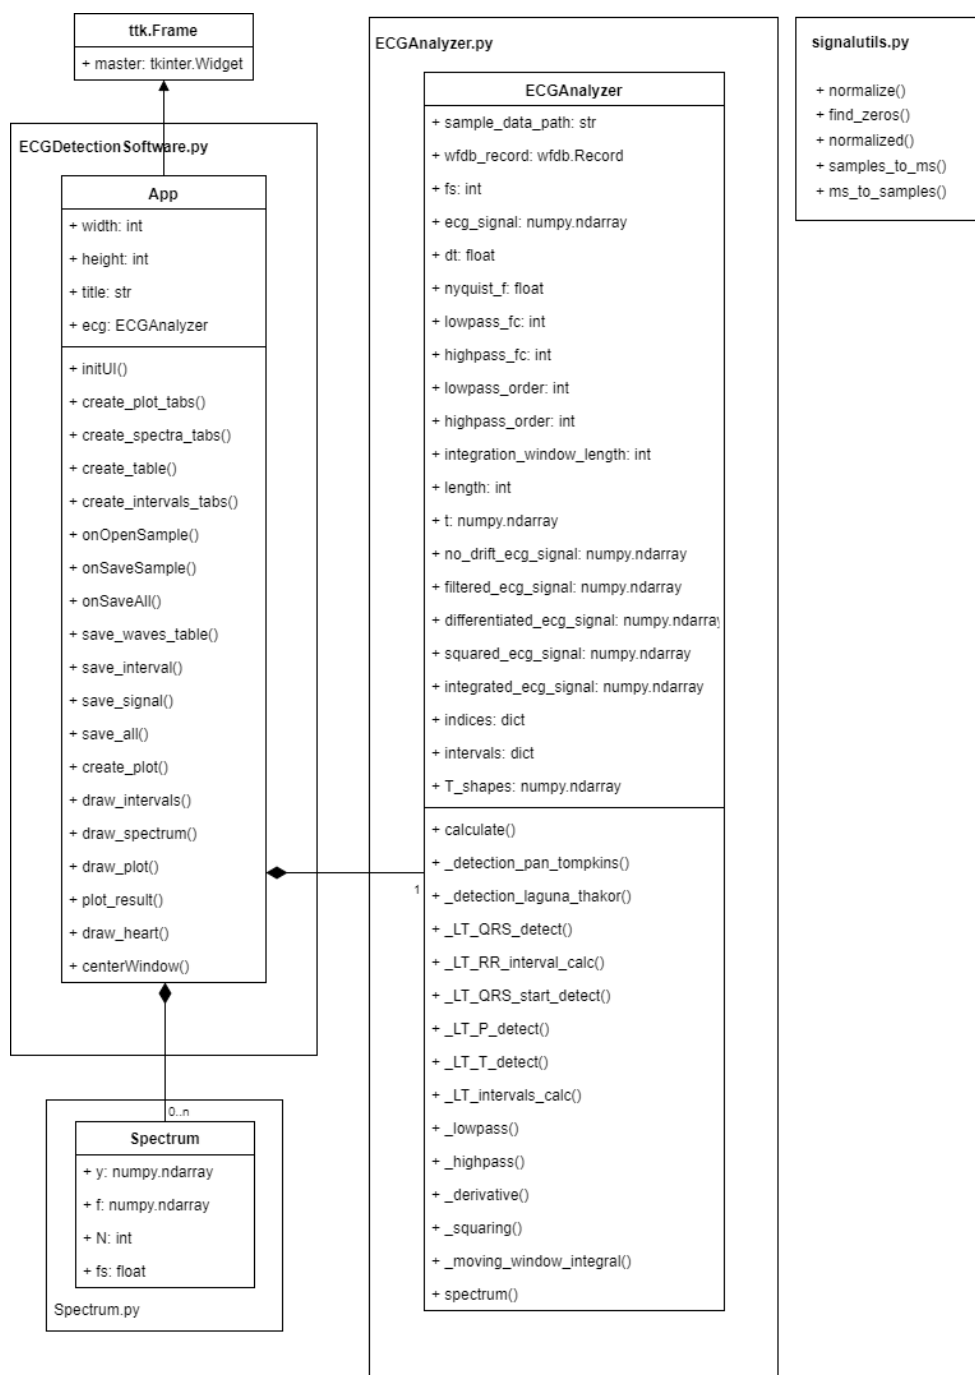 ttk.Frame
+ master: tkinter.Widget
ECGDetectionSoftware.py
App
+ width: int
+ height: int
+ title: str
+ ecg: ECGAnalyzer
+ initUI()
+ create_plot_tabs()
+ create_spectra_tabs()
+ create_table()
+ create_intervals_tabs()
+ onOpenSample()
+ onSaveSample()
+ onSaveAll()
+ save_waves_table()
+ save_interval()
+ save_signal()
+ save_all()
+ create_plot()
+ draw_intervals()
+ draw_spectrum()
+ draw_plot()
+ plot_result()
+ draw_heart()
+ centerWindow()
0..n
Spectrum
+ y: numpy.ndarray
+ f: numpy.ndarray
+ N: int
+ fs: float
Spectrum.py
ECGAnalyzer.py
ECGAnalyzer
+ sample_data_path: str
+ wfdb_record: wfdb.Record
+ fs: int
+ ecg_signal: numpy.ndarray
+ dt: float
+ nyquist_f: float
+ lowpass_fc: int
+ highpass_fc: int
+ lowpass_order: int
+ highpass_order: int
+ integration_window_length: int
+ length: int
+ t: numpy.ndarray
+ no_drift_ecg_signal: numpy.ndarray
+ filtered_ecg_signal: numpy.ndarray
+ differentiated_ecg_signal: numpy.ndarray
+ squared_ecg_signal: numpy.ndarray
+ integrated_ecg_signal: numpy.ndarray
+ indices: dict
+ intervals: dict
+ T_shapes: numpy.ndarray
+ calculate()
+ _detection_pan_tompkins()
1
+ _detection_laguna_thakor()
+ _LT_QRS_detect()
+ _LT_RR_interval_calc()
+ _LT_QRS_start_detect()
+ _LT_P_detect()
+ _LT_T_detect()
+ _LT_intervals_calc()
+ _lowpass()
+ _highpass()
+ _derivative()
+ _squaring()
+ _moving_window_integral()
+ spectrum()
signalutils.py
+ normalize()
+ find_zeros()
+ normalized()
+ samples_to_ms()
+ ms_to_samples()